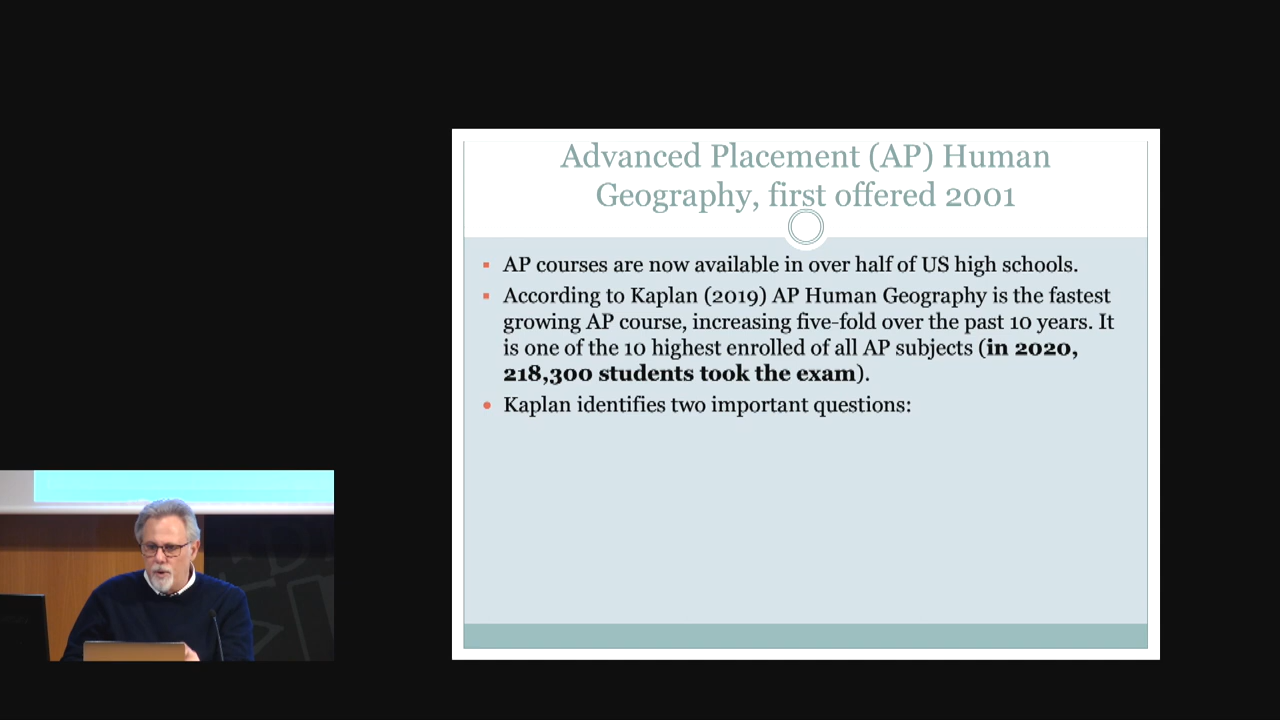 Advanced Placement (AP) Human
Geography, first offered 2001
AP courses are now available in over half of US high schools.
According to Kaplan (2019) AP Human Geography is the fastest
growing AP course, increasing five-fold over the past 10 years. It
is one of the 10 highest enrolled of all AP subjects (in 2020,
218,300 students took the exam).
Kaplan identifies two important questions: